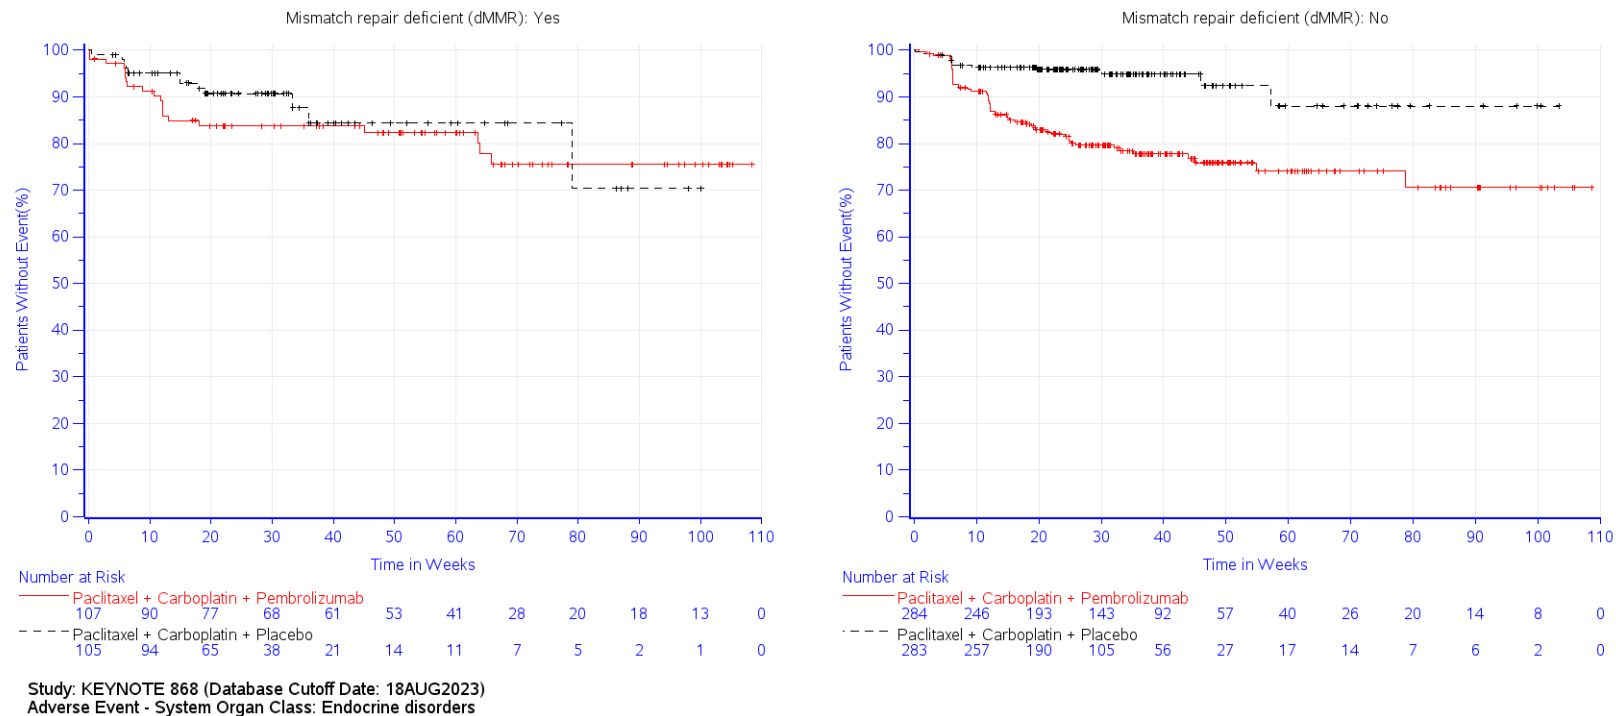 Mismatch repair deficient (dMMR): Yes
Patients Without Event(%)
100
90
80
70
60
50
40
30
20
10
0
0 10 20 30 40 50 60 70 80 90 100 110
Time in Weeks
Number at Risk
Paclitaxel + Carboplatin + Pembrolizumab
107 90 77 68 61 53 41 28 20 18 13 0
Paclitaxel + Carboplatin + Placebo
105 94 65 38 21 14 11 7 5 2 1 0
Mismatch repair deficient (dMMR): No
Patients Without Event(%)
100
90
80
70
60
50
40
30
20
10
0
0 10 20 30 40 50 60 70 80 90 100 110
Time in Weeks
Number at Risk
Paclitaxel + Carboplatin + Pembrolizumab
284 246 193 143 92 57 40 26 20 14 8 0
Paclitaxel + Carboplatin + Placebo
283 257 190 105 56 27 17 14 7 6 2 0
Study: KEYNOTE 868 (Database Cutoff Date: 18AUG2023)
Adverse Event - System Organ Class: Endocrine disorders